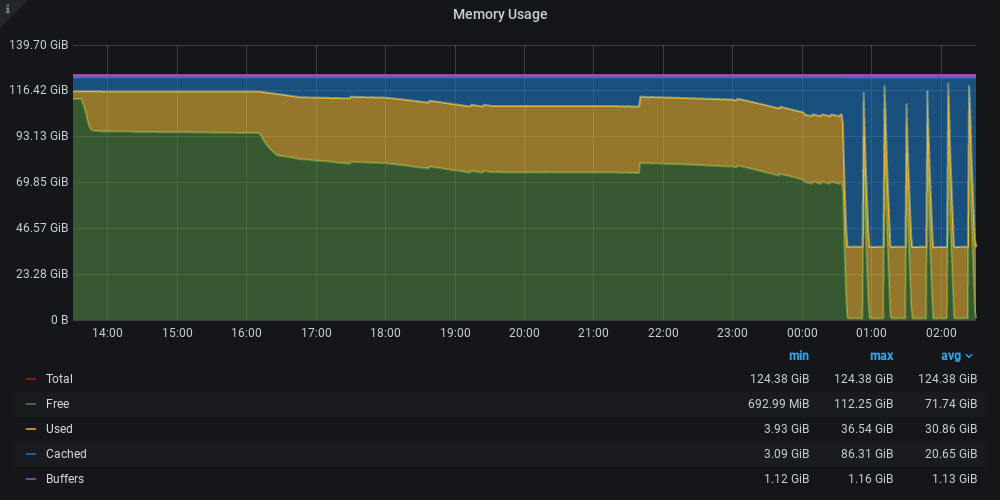 i
Memory Usage
139.70 GiB
116.42 GiB
93.13 GiB
69.85 GiB
46.57 GiB
23.28 GiB
0 B
14:00 15:00 16:00 17:00 18:00 19:00 20:00 21:00 22:00 23:00 00:00 01:00 02:00
min max avg
Total 124.38 GiB 124.38 GiB 124.38 GiB
Free 692.99 MiB 112.25 GiB 71.74 GiB
Used 3.93 GiB 36.54 GiB 30.86 GiB
Cached 3.09 GiB 86.31 GiB 20.65 GiB
Buffers 1.12 GiB 1.16 GiB 1.13 GiB